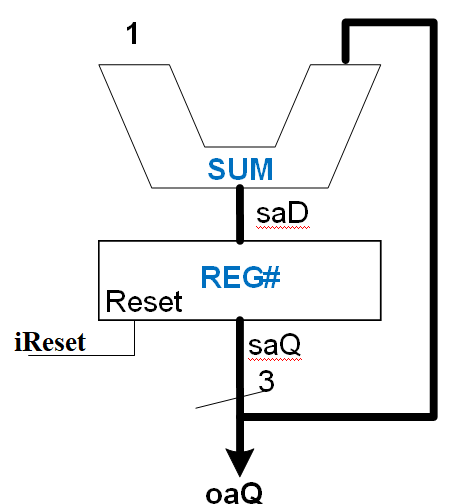 1
SUM
saD
REG#
Reset
iReset
saQ
3
oaQ